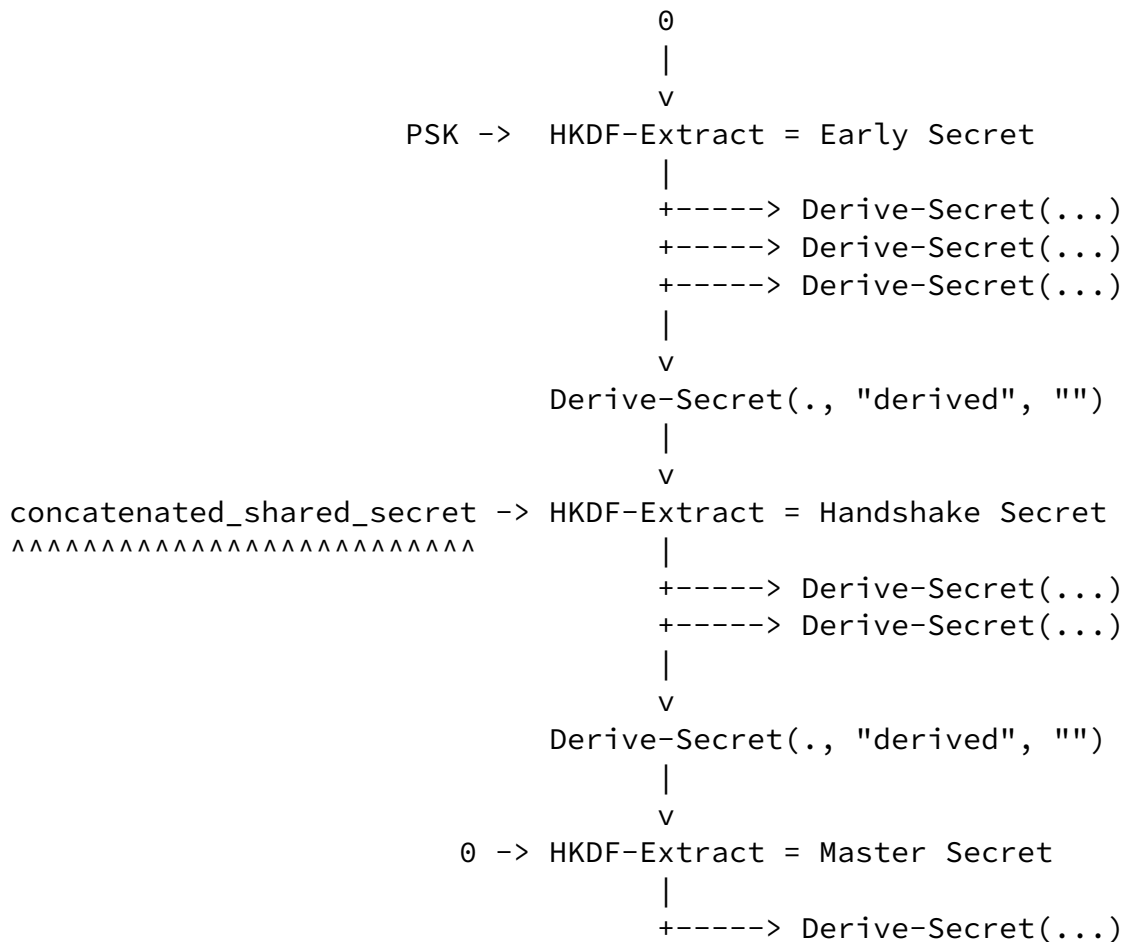 0
                                    |
                                    v
                      PSK ->  HKDF-Extract = Early Secret
                                    |
                                    +-----> Derive-Secret(...)
                                    +-----> Derive-Secret(...)
                                    +-----> Derive-Secret(...)
                                    |
                                    v
                              Derive-Secret(., "derived", "")
                                    |
                                    v
concatenated_shared_secret -> HKDF-Extract = Handshake Secret
^^^^^^^^^^^^^^^^^^^^^^^^^^          |
                                    +-----> Derive-Secret(...)
                                    +-----> Derive-Secret(...)
                                    |
                                    v
                              Derive-Secret(., "derived", "")
                                    |
                                    v
                         0 -> HKDF-Extract = Master Secret
                                    |
                                    +-----> Derive-Secret(...)